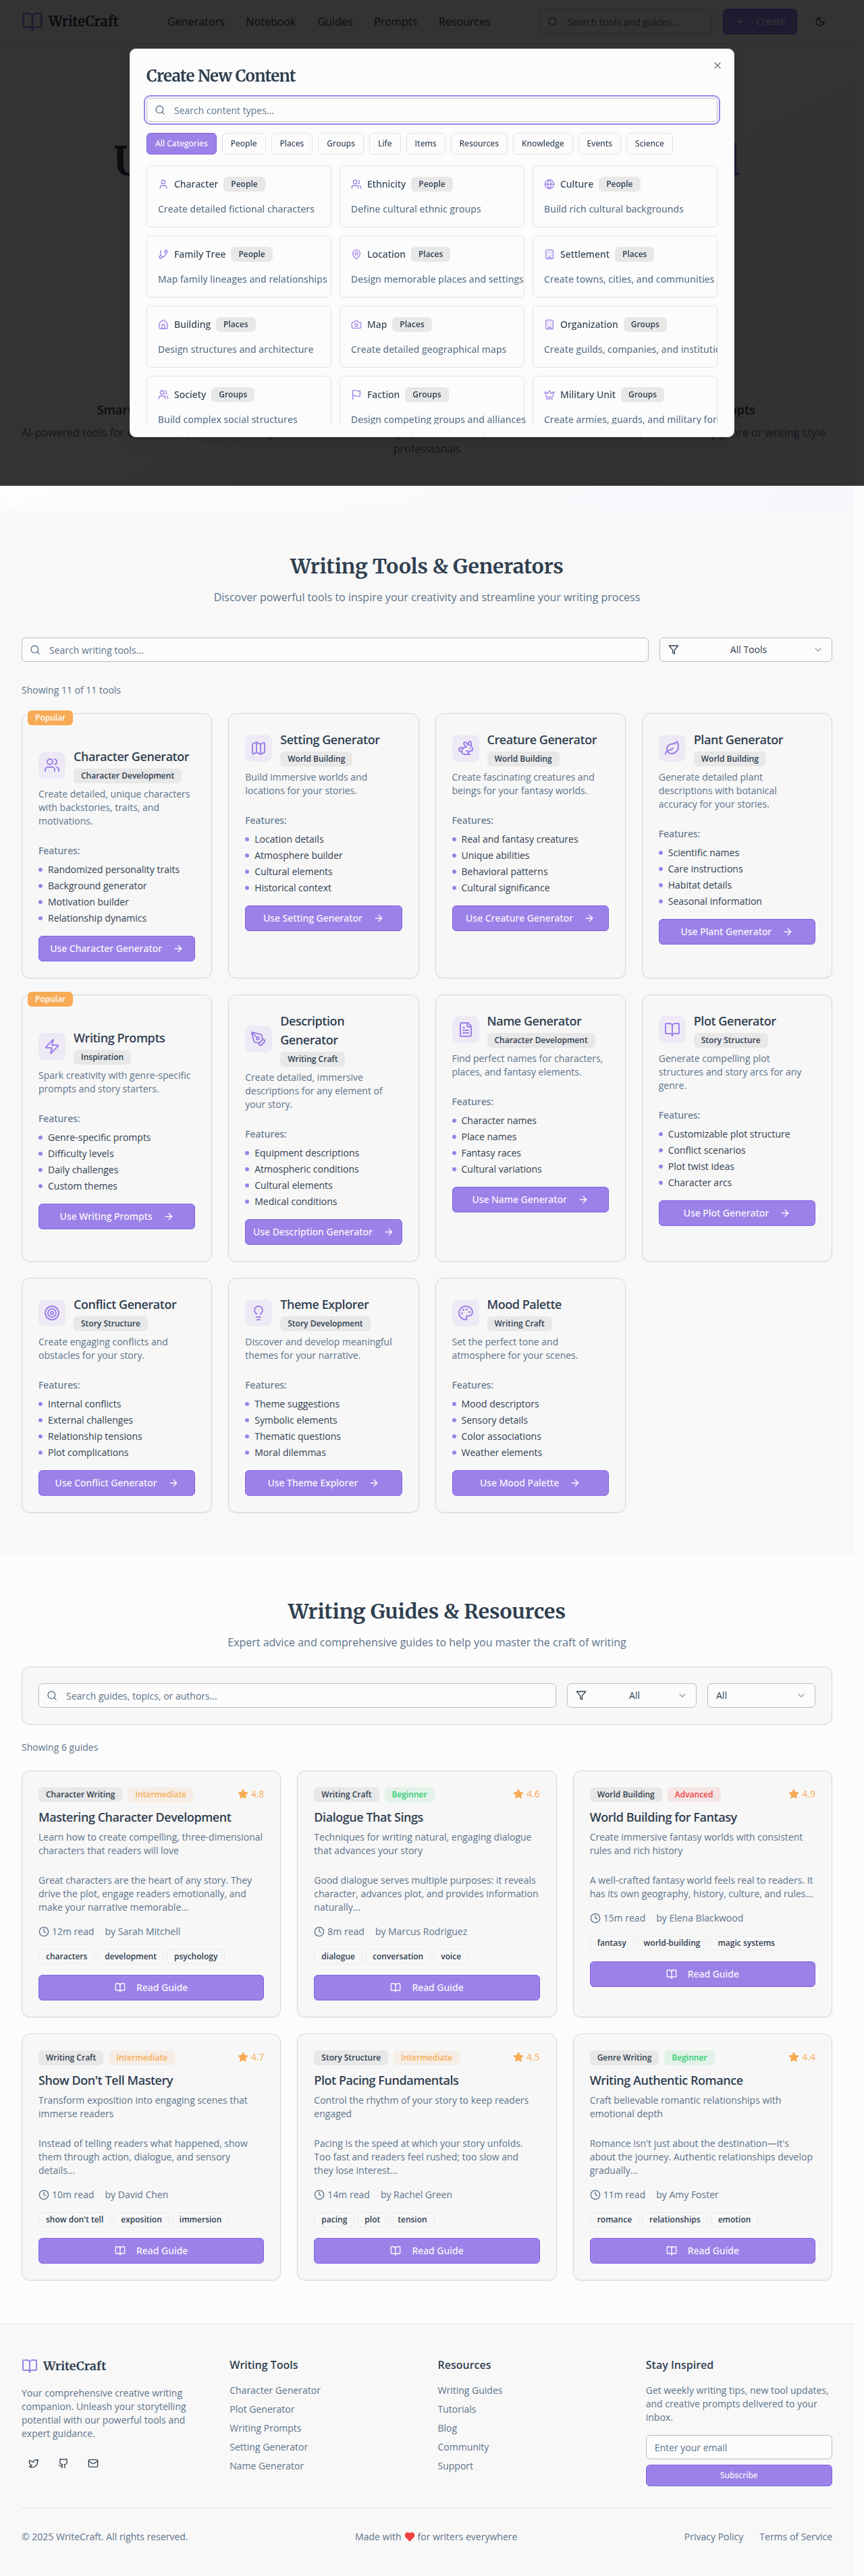 WriteCraft
Generators Notebook Guides Prompts Resources
Search tools and guides...
Create
Create New Content
Search content types...
All Categories People Places Groups Life Items Resources Knowledge Events Science
Character People
Create detailed fictional characters
Ethnicity People
Define cultural ethnic groups
Culture People
Build rich cultural backgrounds
Family Tree People
Map family lineages and relationships
Location Places
Design memorable places and settings
Settlement Places
Create towns, cities, and communities
Building Places
Design structures and architecture
Map Places
Create detailed geographical maps
Organization Groups
Create guilds, companies, and instituti
Society Groups
Build complex social structures
Faction Groups
Design competing groups and alliances
Military Unit Groups
Create armies, guards, and military for
AI-powered tools for
professionals
genre or writing style
Writing Tools & Generators
Discover powerful tools to inspire your creativity and streamline your writing process
Search writing tools...
All Tools
Showing 11 of 11 tools
Popular
Character Generator
Character Development
Create detailed, unique characters
with backstories, traits, and
motivations.
Features:
Randomized personality traits
Background generator
Motivation builder
Relationship dynamics
Use Character Generator
Setting Generator
World Building
Build immersive worlds and
locations for your stories.
Features:
Location details
Atmosphere builder
Cultural elements
Historical context
Use Setting Generator
Creature Generator
World Building
Create fascinating creatures and
beings for your fantasy worlds.
Features:
Real and fantasy creatures
Unique abilities
Behavioral patterns
Cultural significance
Use Creature Generator
Plant Generator
World Building
Generate detailed plant
descriptions with botanical
accuracy for your stories.
Features:
Scientific names
Care instructions
Habitat details
Seasonal information
Use Plant Generator
Popular
Writing Prompts
Inspiration
Spark creativity with genre-specific
prompts and story starters.
Features:
Genre-specific prompts
Difficulty levels
Daily challenges
Custom themes
Use Writing Prompts
Description
Generator
Writing Craft
Create detailed, immersive
descriptions for any element of
your story.
Features:
Equipment descriptions
Atmospheric conditions
Cultural elements
Medical conditions
Use Description Generator
Name Generator
Character Development
Find perfect names for characters,
places, and fantasy elements.
Features:
Character names
Place names
Fantasy races
Cultural variations
Use Name Generator
Plot Generator
Story Structure
Generate compelling plot
structures and story arcs for any
genre.
Features:
Customizable plot structure
Conflict scenarios
Plot twist ideas
Character arcs
Use Plot Generator
Conflict Generator
Story Structure
Create engaging conflicts and
obstacles for your story.
Features:
Internal conflicts
External challenges
Relationship tensions
Plot complications
Use Conflict Generator
Theme Explorer
Story Development
Discover and develop meaningful
themes for your narrative.
Features:
Theme suggestions
Symbolic elements
Thematic questions
Moral dilemmas
Use Theme Explorer
Mood Palette
Writing Craft
Set the perfect tone and
atmosphere for your scenes.
Features:
Mood descriptors
Sensory details
Color associations
Weather elements
Use Mood Palette
Writing Guides & Resources
Expert advice and comprehensive guides to help you master the craft of writing
Search guides, topics, or authors...
All
All
Showing 6 guides
Character Writing Intermediate 4.8
Mastering Character Development
Learn how to create compelling, three-dimensional
characters that readers will love
Great characters are the heart of any story. They
drive the plot, engage readers emotionally, and
make your narrative memorable...
12m read by Sarah Mitchell
characters development psychology
Read Guide
Writing Craft Beginner 4.6
Dialogue That Sings
Techniques for writing natural, engaging dialogue
that advances your story
Good dialogue serves multiple purposes: it reveals
character, advances plot, and provides information
naturally...
8m read by Marcus Rodriguez
dialogue conversation voice
Read Guide
World Building Advanced 4.9
World Building for Fantasy
Create immersive fantasy worlds with consistent
rules and rich history
A well-crafted fantasy world feels real to readers. It
has its own geography, history, culture, and rules...
15m read by Elena Blackwood
fantasy world-building magic systems
Read Guide
Writing Craft Intermediate 4.7
Show Don't Tell Mastery
Transform exposition into engaging scenes that
immerse readers
Instead of telling readers what happened, show
them through action, dialogue, and sensory
details...
10m read by David Chen
show don't tell exposition immersion
Read Guide
Story Structure Intermediate 4.5
Plot Pacing Fundamentals
Control the rhythm of your story to keep readers
engaged
Pacing is the speed at which your story unfolds.
Too fast and readers feel rushed; too slow and
they lose interest...
14m read by Rachel Green
pacing plot tension
Read Guide
Genre Writing Beginner 4.4
Writing Authentic Romance
Craft believable romantic relationships with
emotional depth
Romance isn't just about the destination—it's
about the journey. Authentic relationships develop
gradually...
11m read by Amy Foster
romance relationships emotion
Read Guide
WriteCraft
Your comprehensive creative writing
companion. Unleash your storytelling
potential with our powerful tools and
expert guidance.
Writing Tools
Character Generator
Plot Generator
Writing Prompts
Setting Generator
Name Generator
Resources
Writing Guides
Tutorials
Blog
Community
Support
Stay Inspired
Get weekly writing tips, new tool updates,
and creative prompts delivered to your
inbox.
Enter your email
Subscribe
© 2025 WriteCraft. All rights reserved.
Made with ❤️ for writers everywhere
Privacy Policy Terms of Service